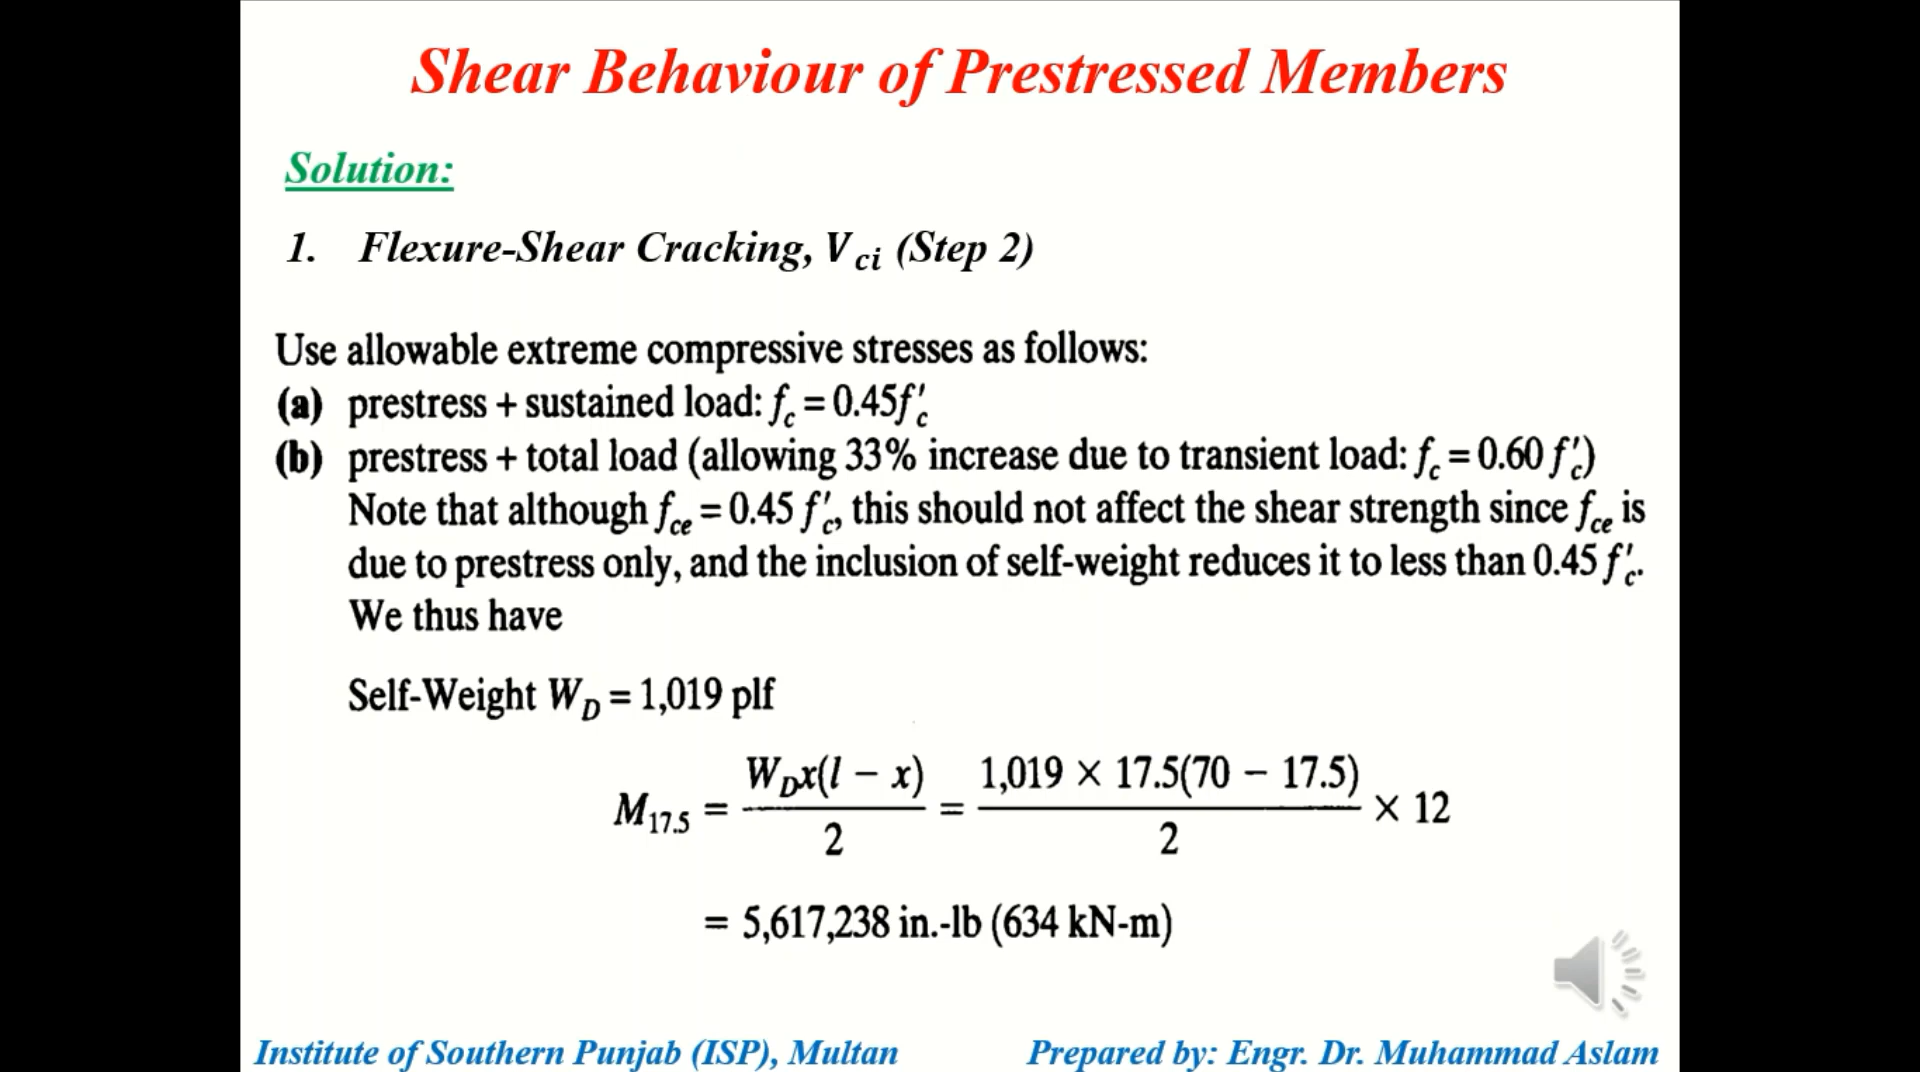 Shear Behaviour of Prestressed Members
Solution:
1. Flexure-Shear Cracking, V_ci (Step 2)
Use allowable extreme compressive stresses as follows:
(a) prestress + sustained load: f_c = 0.45f'_c
(b) prestress + total load (allowing 33% increase due to transient load: f_c = 0.60 f'_c)
Note that although f_ce = 0.45 f'_c, this should not affect the shear strength since f_ce is
due to prestress only, and the inclusion of self-weight reduces it to less than 0.45 f'_c.
We thus have
Self-Weight W_D = 1,019 plf
M_17.5 = W_D x(l − x) / 2 = 1,019 × 17.5(70 − 17.5) / 2 × 12
= 5,617,238 in.-lb (634 kN-m)
Institute of Southern Punjab (ISP), Multan
Prepared by: Engr. Dr. Muhammad Aslam